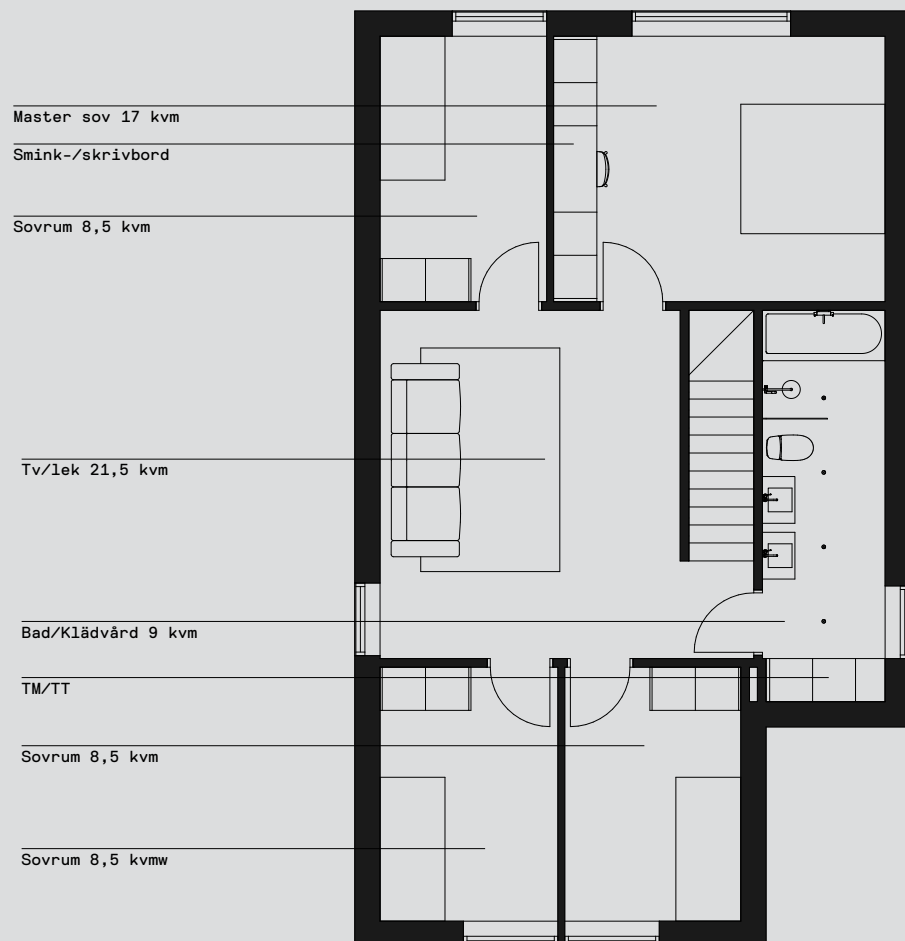 Master sov 17 kvm
Smink-/skrivbord
Sovrum 8,5 kvm
Tv/lek 21,5 kvm
Bad/Klädvård 9 kvm
TM/TT
Sovrum 8,5 kvm
Sovrum 8,5 kvmw